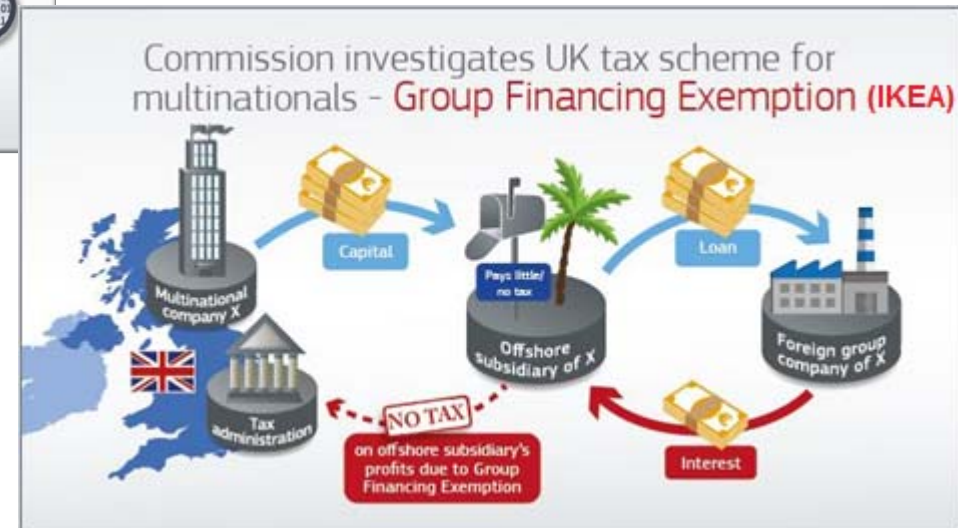 Commission investigates UK tax scheme for
multinationals - Group Financing Exemption (IKEA)
Capital
Loan
Pays little/
no tax
Multinational
company X
Offshore
subsidiary of X
Foreign group
company of X
Tax
administration
NO TAX
on offshore subsidiary's
profits due to Group
Financing Exemption
Interest